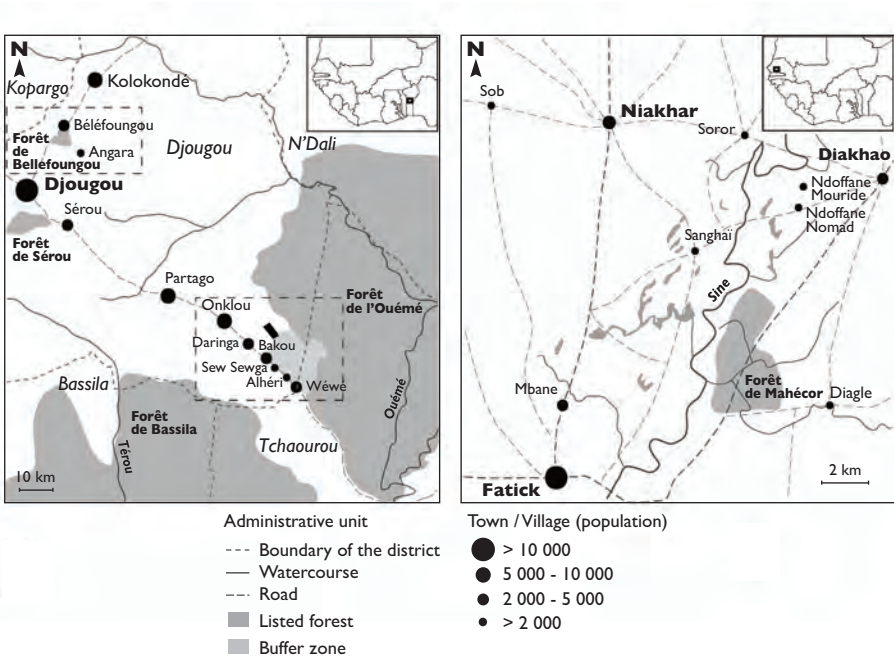 N
Kopargo
Kolokondé
Béléfoungou
Forêt
de
Belléfoungou
Angara
Djougou
N'Dali
Djougou
Sérou
Forêt
de Sérou
Partago
Onklou
Forêt
de l'Ouémé
Daringa
Bakou
Sew Sewga
Alhéri
Wéwé
Bassila
Forêt
de Bassila
Térou
Ouémé
Tchaourou
10 km
N
Sob
Niakhar
Soror
Diakhao
Ndoffane
Mouride
Ndoffane
Nomad
Sanghaï
Sine
Forêt
de Mahécor
Diagle
Mbane
Fatick
2 km
Administrative unit
Boundary of the district
Watercourse
Road
Listed forest
Buffer zone
Town / Village (population)
> 10 000
5 000 - 10 000
2 000 - 5 000
> 2 000